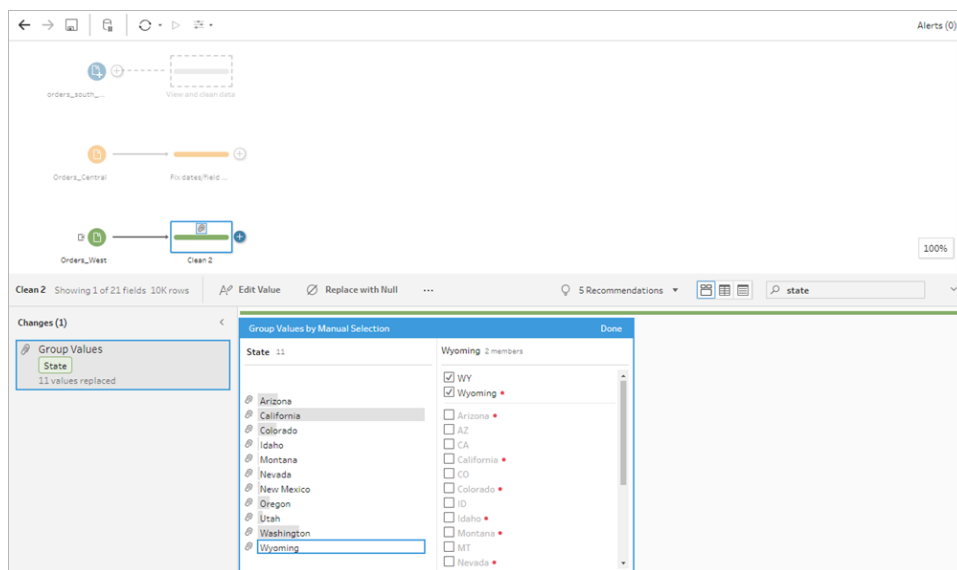 Alerts (0)
orders_south_...
View and clean data
Orders_Central
Fix dates/field ...
Orders_West
Clean 2
100%
Clean 2 Showing 1 of 21 fields 10K rows Edit Value Replace with Null ... 5 Recommendations state
Changes (1)
Group Values
State
11 values replaced
Group Values by Manual Selection Done
State 11
Arizona
California
Colorado
Idaho
Montana
Nevada
New Mexico
Oregon
Utah
Washington
Wyoming
Wyoming 2 members
WY
Wyoming
Arizona
AZ
CA
California
CO
Colorado
ID
Idaho
Montana
MT
Nevada